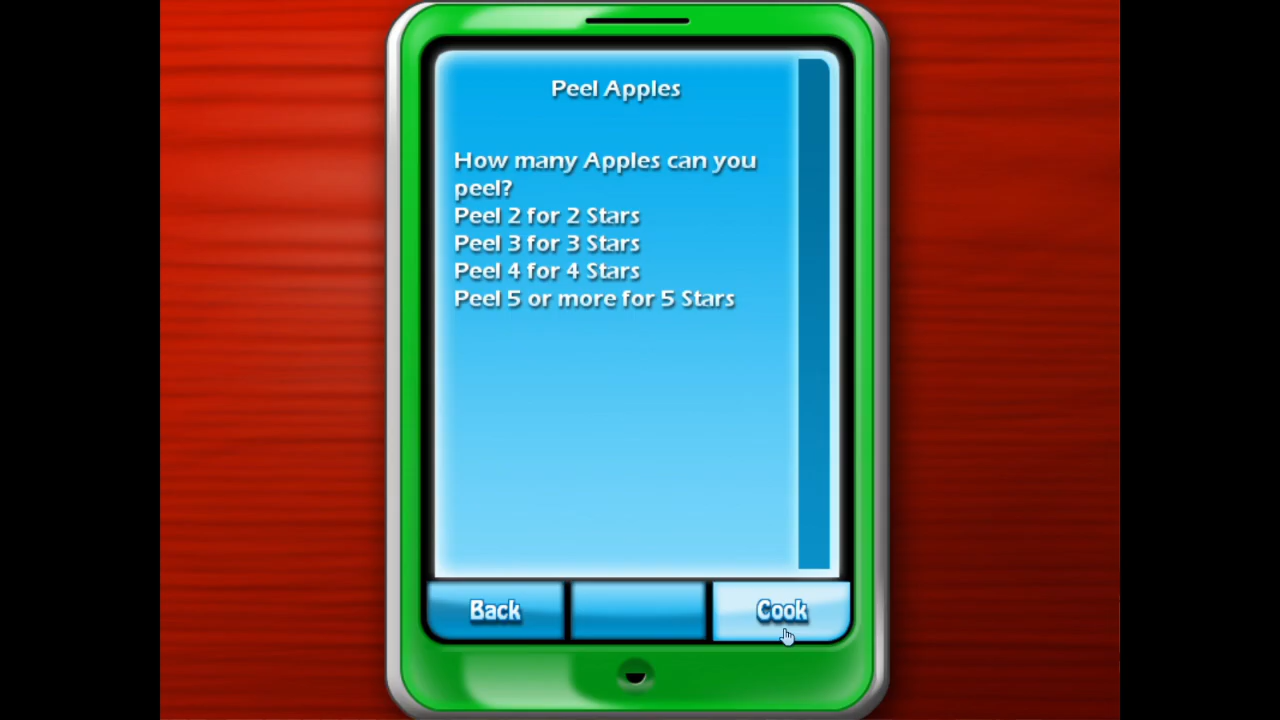 Peel Apples
How many Apples can you
peel?
Peel 2 for 2 Stars
Peel 3 for 3 Stars
Peel 4 for 4 Stars
Peel 5 or more for 5 Stars
Back
Cook